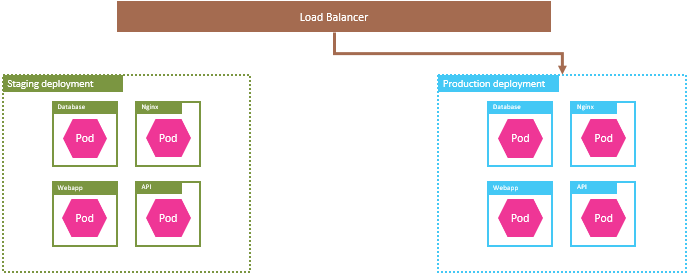 Load Balancer
Staging deployment
Database
Nginx
Pod
Pod
Webapp
API
Pod
Pod
Production deployment
Database
Nginx
Pod
Pod
Webapp
API
Pod
Pod